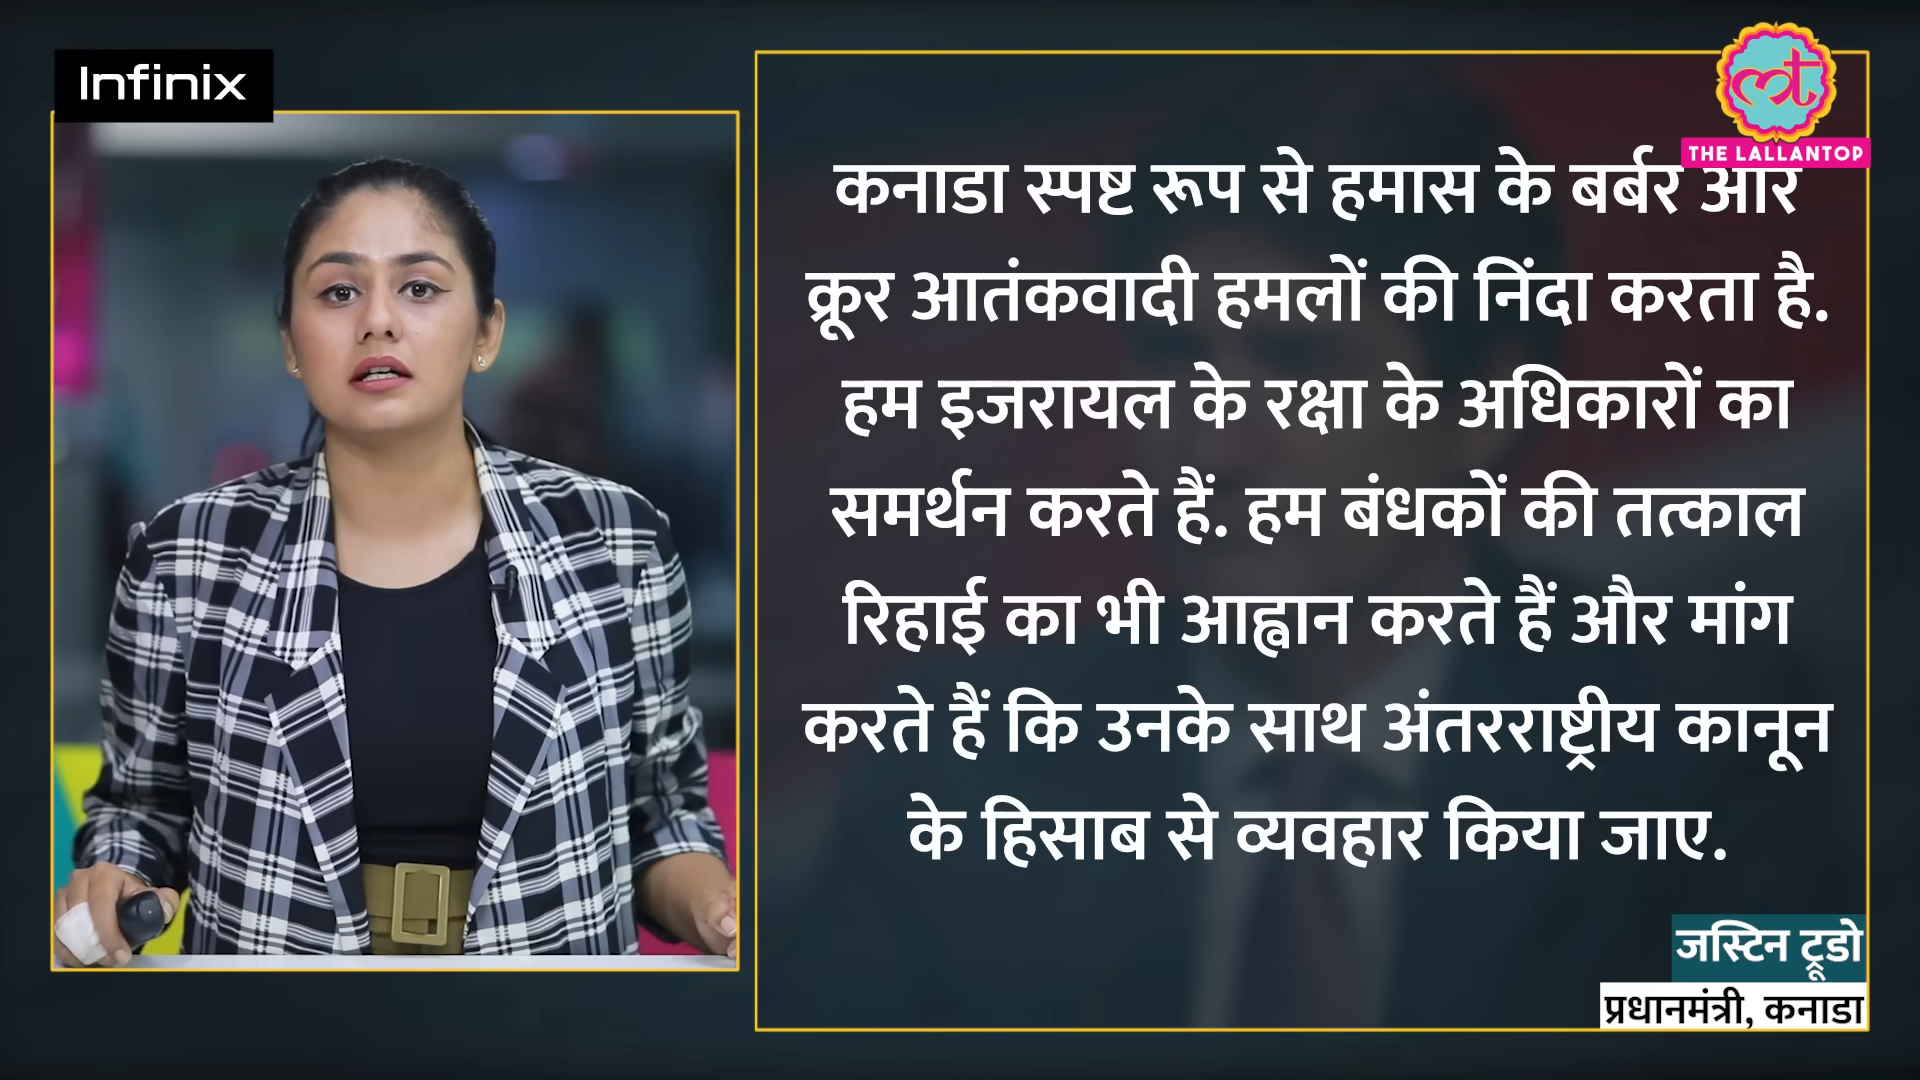 Infinix
THE LALLANTOP
कनाडा स्पष्ट रूप से हमास के बर्बर और
क्रूर आतंकवादी हमलों की निंदा करता है.
हम इजरायल के रक्षा के अधिकारों का
समर्थन करते हैं. हम बंधकों की तत्काल
रिहाई का भी आह्वान करते हैं और मांग
करते हैं कि उनके साथ अंतरराष्ट्रीय कानून
के हिसाब से व्यवहार किया जाए.
जस्टिन ट्रूडो
प्रधानमंत्री, कनाडा